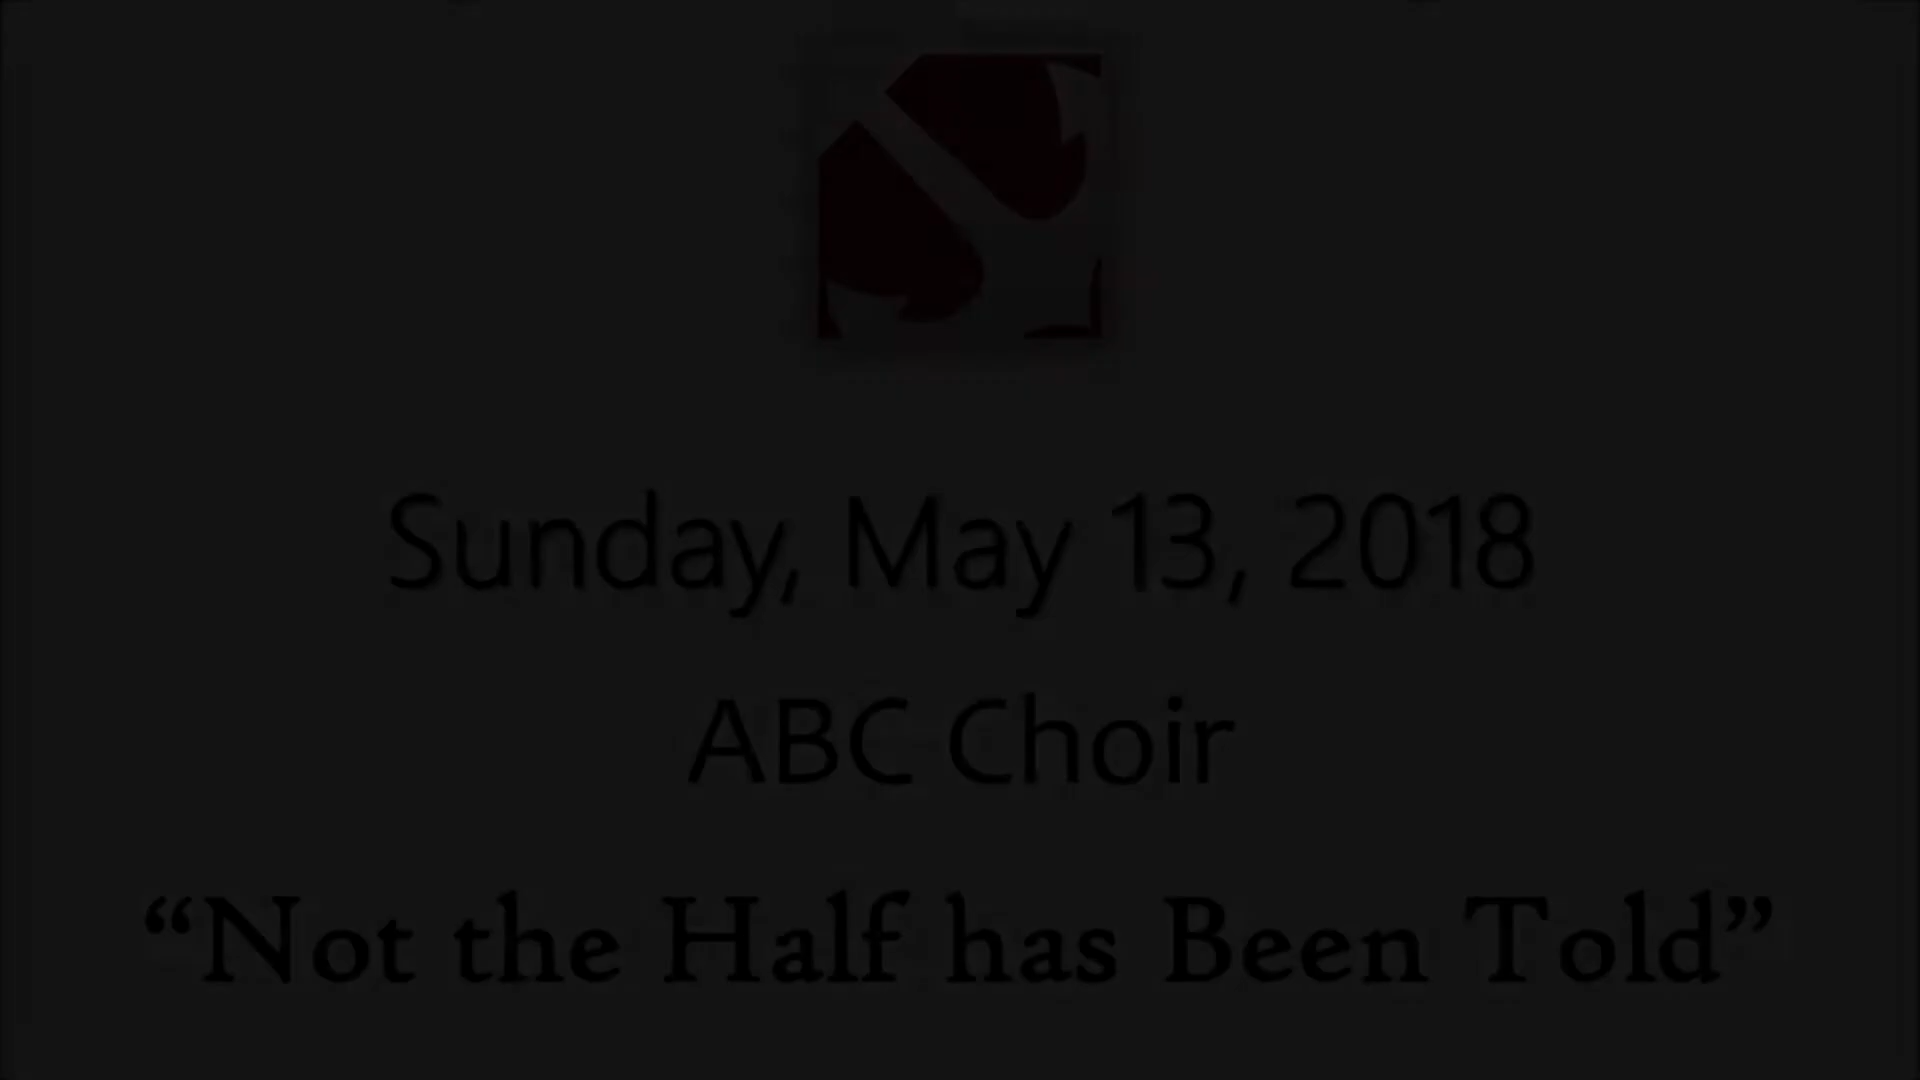 Sunday, May 13, 2018
ABC Choir
“Not the Half has Been Told”